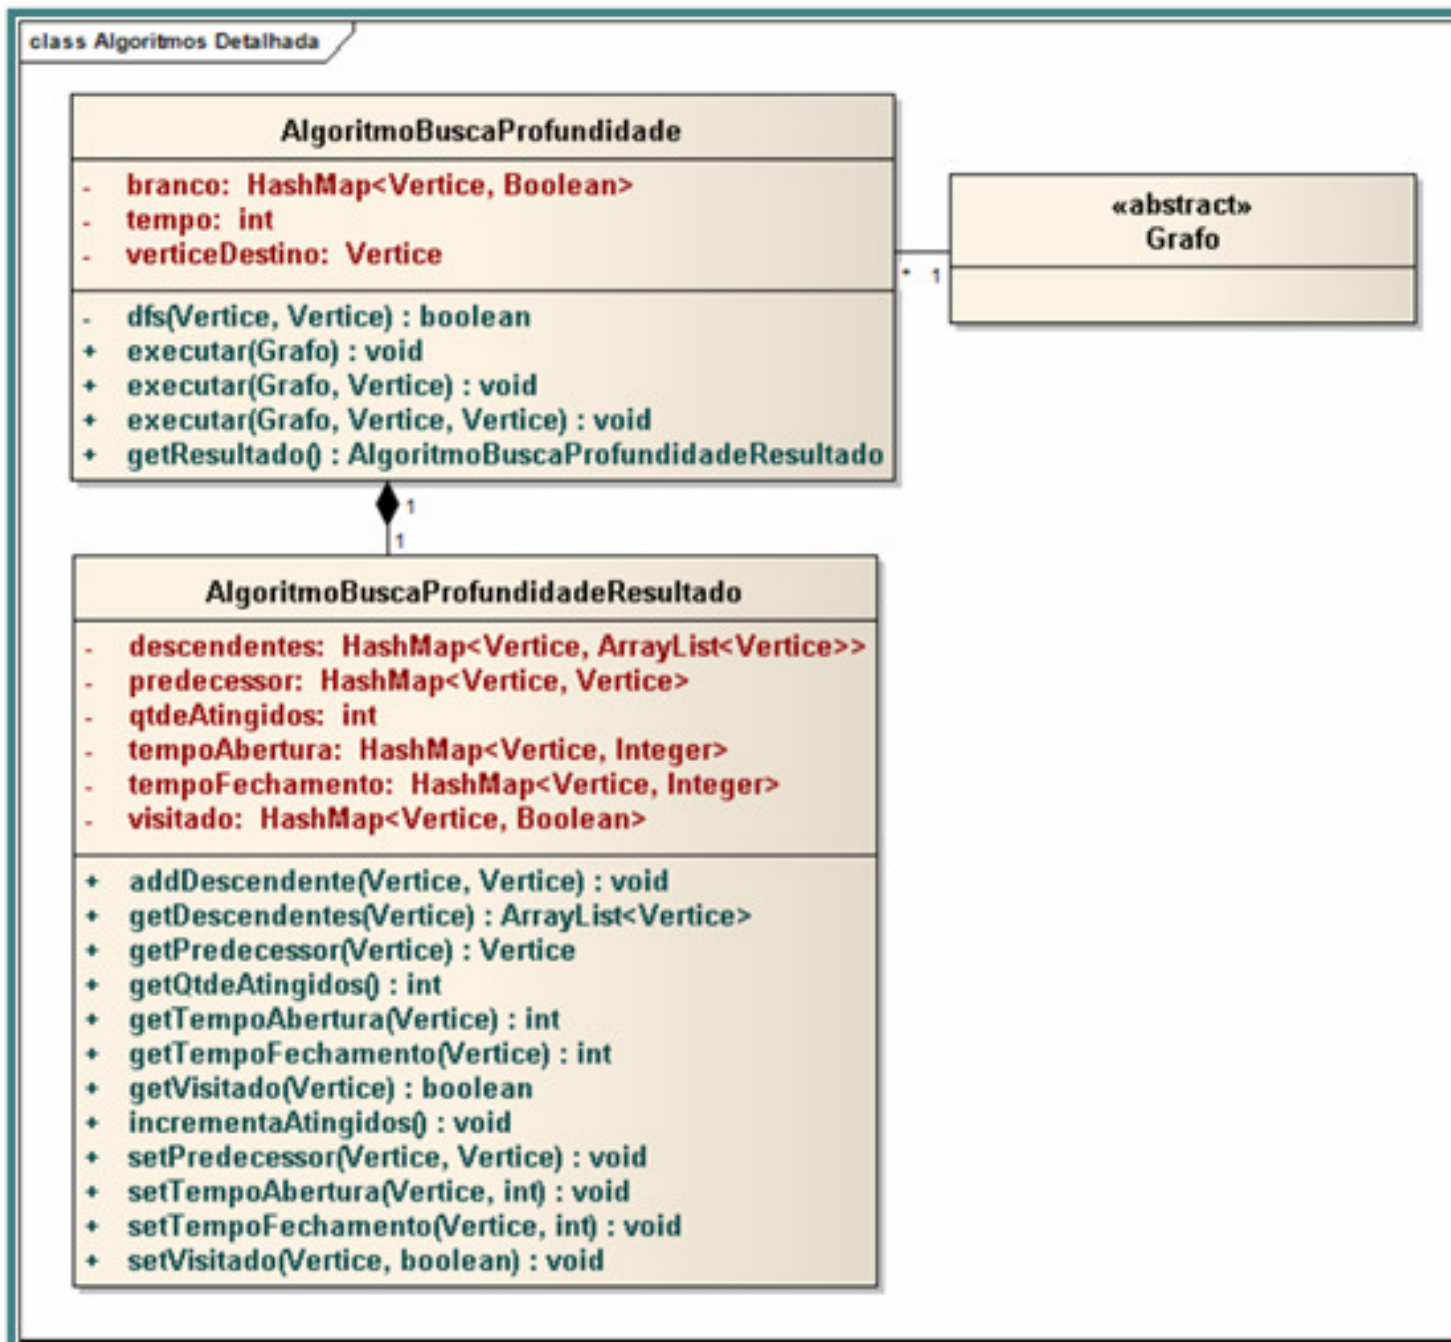 class Algoritmos Detalhada
AlgoritmoBuscaProfundidade
- branco: HashMap<Vertice, Boolean>
- tempo: int
- verticeDestino: Vertice
- dfs(Vertice, Vertice) : boolean
+ executar(Grafo) : void
+ executar(Grafo, Vertice) : void
+ executar(Grafo, Vertice, Vertice) : void
+ getResultado() : AlgoritmoBuscaProfundidadeResultado
«abstract»
Grafo
* 1
1
1
AlgoritmoBuscaProfundidadeResultado
- descendentes: HashMap<Vertice, ArrayList<Vertice>>
- predecessor: HashMap<Vertice, Vertice>
- qtdeAtingidos: int
- tempoAbertura: HashMap<Vertice, Integer>
- tempoFechamento: HashMap<Vertice, Integer>
- visitado: HashMap<Vertice, Boolean>
+ addDescendente(Vertice, Vertice) : void
+ getDescendentes(Vertice) : ArrayList<Vertice>
+ getPredecessor(Vertice) : Vertice
+ getQtdeAtingidos() : int
+ getTempoAbertura(Vertice) : int
+ getTempoFechamento(Vertice) : int
+ getVisitado(Vertice) : boolean
+ incrementaAtingidos() : void
+ setPredecessor(Vertice, Vertice) : void
+ setTempoAbertura(Vertice, int) : void
+ setTempoFechamento(Vertice, int) : void
+ setVisitado(Vertice, boolean) : void